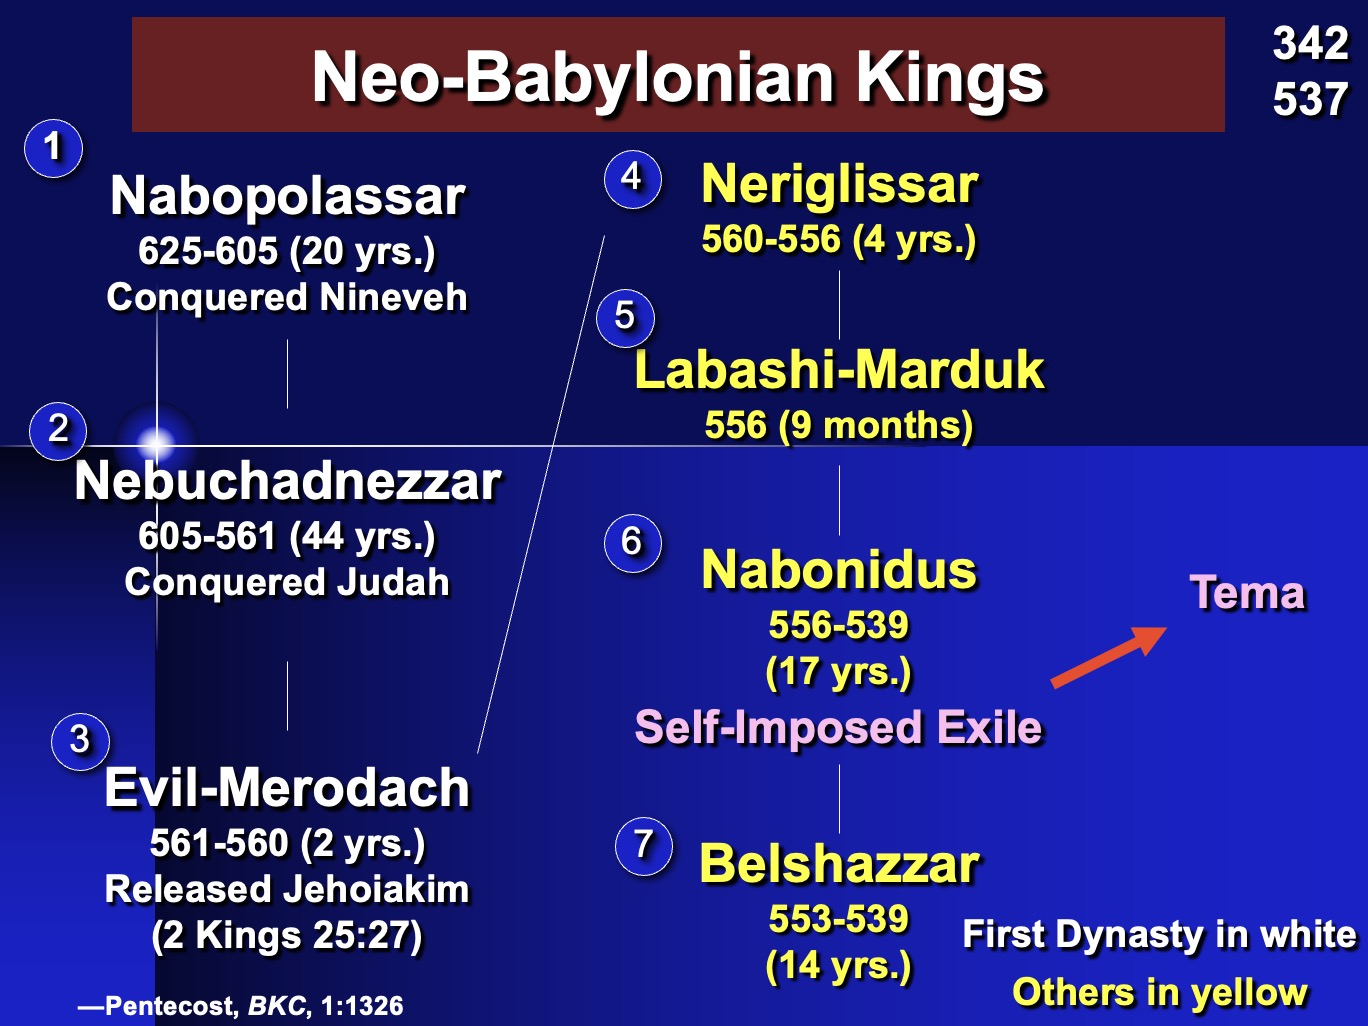 Neo-Babylonian Kings
342
537
1
Nabopolassar
625-605 (20 yrs.)
Conquered Nineveh
2
Nebuchadnezzar
605-561 (44 yrs.)
Conquered Judah
3
Evil-Merodach
561-560 (2 yrs.)
Released Jehoiakim
(2 Kings 25:27)
—Pentecost, BKC, 1:1326
4
Neriglissar
560-556 (4 yrs.)
5
Labashi-Marduk
556 (9 months)
6
Nabonidus
556-539
(17 yrs.)
Self-Imposed Exile
Tema
7
Belshazzar
553-539
(14 yrs.)
First Dynasty in white
Others in yellow